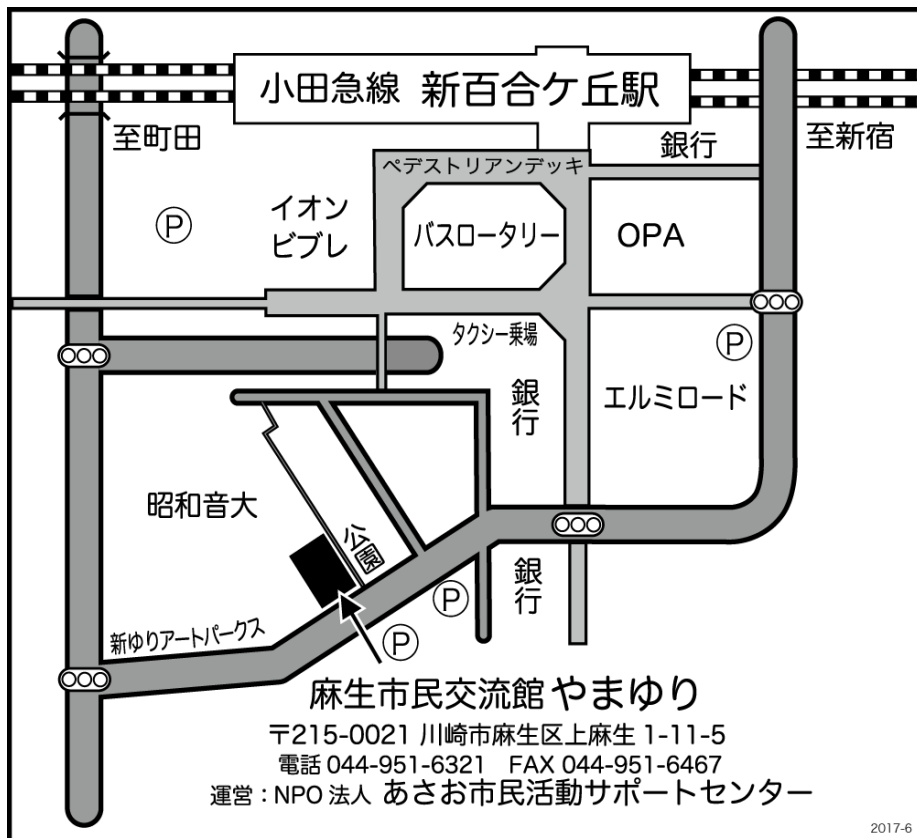 小田急線 新百合ケ丘駅
至町田
銀行
至新宿
ペデストリアンデッキ
Ⓟ
イオン
ビブレ
バスロータリー
OPA
タクシー乗場
Ⓟ
銀行
エルミロード
昭和音大
公園
銀行
Ⓟ
新ゆりアートパークス
Ⓟ
麻生市民交流館 やまゆり
〒215-0021 川崎市麻生区上麻生 1-11-5
電話 044-951-6321 FAX 044-951-6467
運営：NPO 法人 あさお市民活動サポートセンター
2017-6